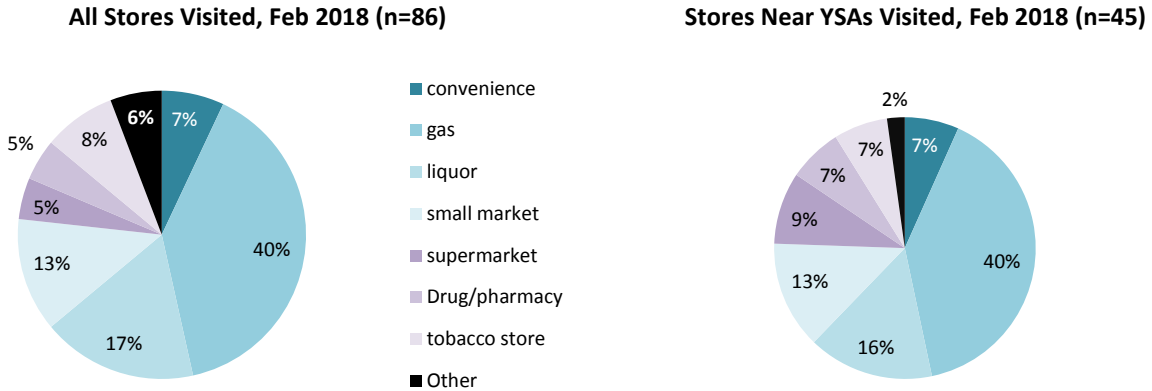 All Stores Visited, Feb 2018 (n=86)
6%
7%
8%
5%
5%
40%
13%
17%
convenience
gas
liquor
small market
supermarket
Drug/pharmacy
tobacco store
Other
Stores Near YSAs Visited, Feb 2018 (n=45)
2%
7%
7%
7%
9%
40%
13%
16%